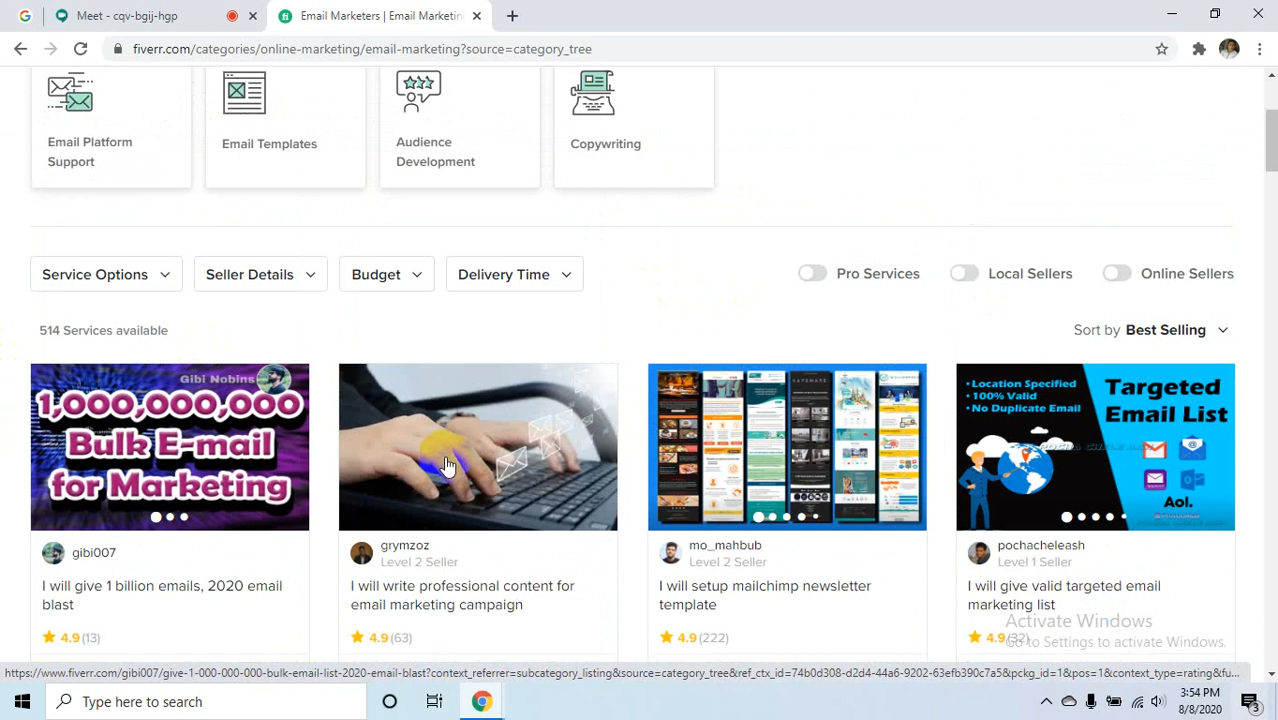 Meet - cqv-bgij-hgp
Email Marketers | Email Marketin
fiverr.com/categories/online-marketing/email-marketing?source=category_tree
Email Platform
Support
Email Templates
Audience
Development
Copywriting
Service Options
Seller Details
Budget
Delivery Time
Pro Services
Local Sellers
Online Sellers
514 Services available
Sort by Best Selling
Gibi Nobins
1,000,000,000
Bulk E-mail
for Marketing
• Location Specified
• 100% Valid
• No Duplicate Email
Targeted
Email List
Aol.
gibi007
grymzoz
Level 2 Seller
mo_mahbub
Level 2 Seller
pochacheleash
Level 1 Seller
I will give 1 billion emails, 2020 email
blast
I will write professional content for
email marketing campaign
I will setup mailchimp newsletter
template
I will give valid targeted email
marketing list
4.9 (13)
4.9 (63)
4.9 (222)
4.9 (32)
Activate Windows
Go to Settings to activate Windows.
https://www.fiverr.com/gibi007/give-1-000-000-000-bulk-email-list-2020-email-blast?context_referrer=subcategory_listing&source=category_tree&ref_ctx_id=74b0d308-d2d4-44a6-9202-63efb390c7a5&pckg_id=1&pos=1&context_type=rating&fu...
Type here to search
3:54 PM
8/8/2020
3